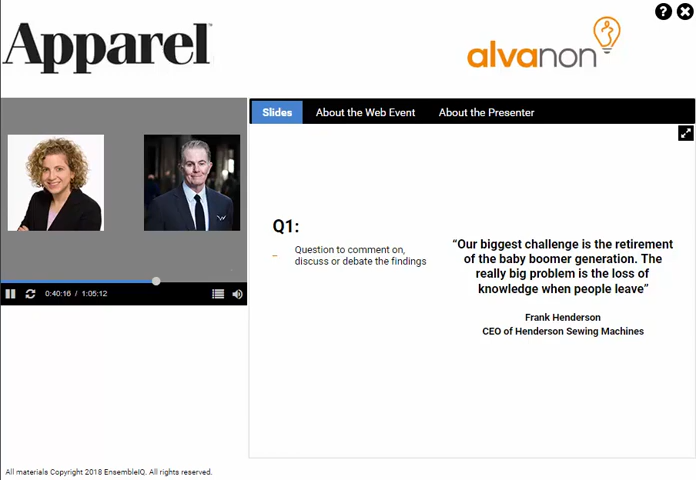 Apparel
alvanon
Slides
About the Web Event
About the Presenter
Q1:
– Question to comment on,
discuss or debate the findings
“Our biggest challenge is the retirement
of the baby boomer generation. The
really big problem is the loss of
knowledge when people leave”
Frank Henderson
CEO of Henderson Sewing Machines
0:40:16 / 1:05:12
All materials Copyright 2018 EnsembleIQ. All rights reserved.